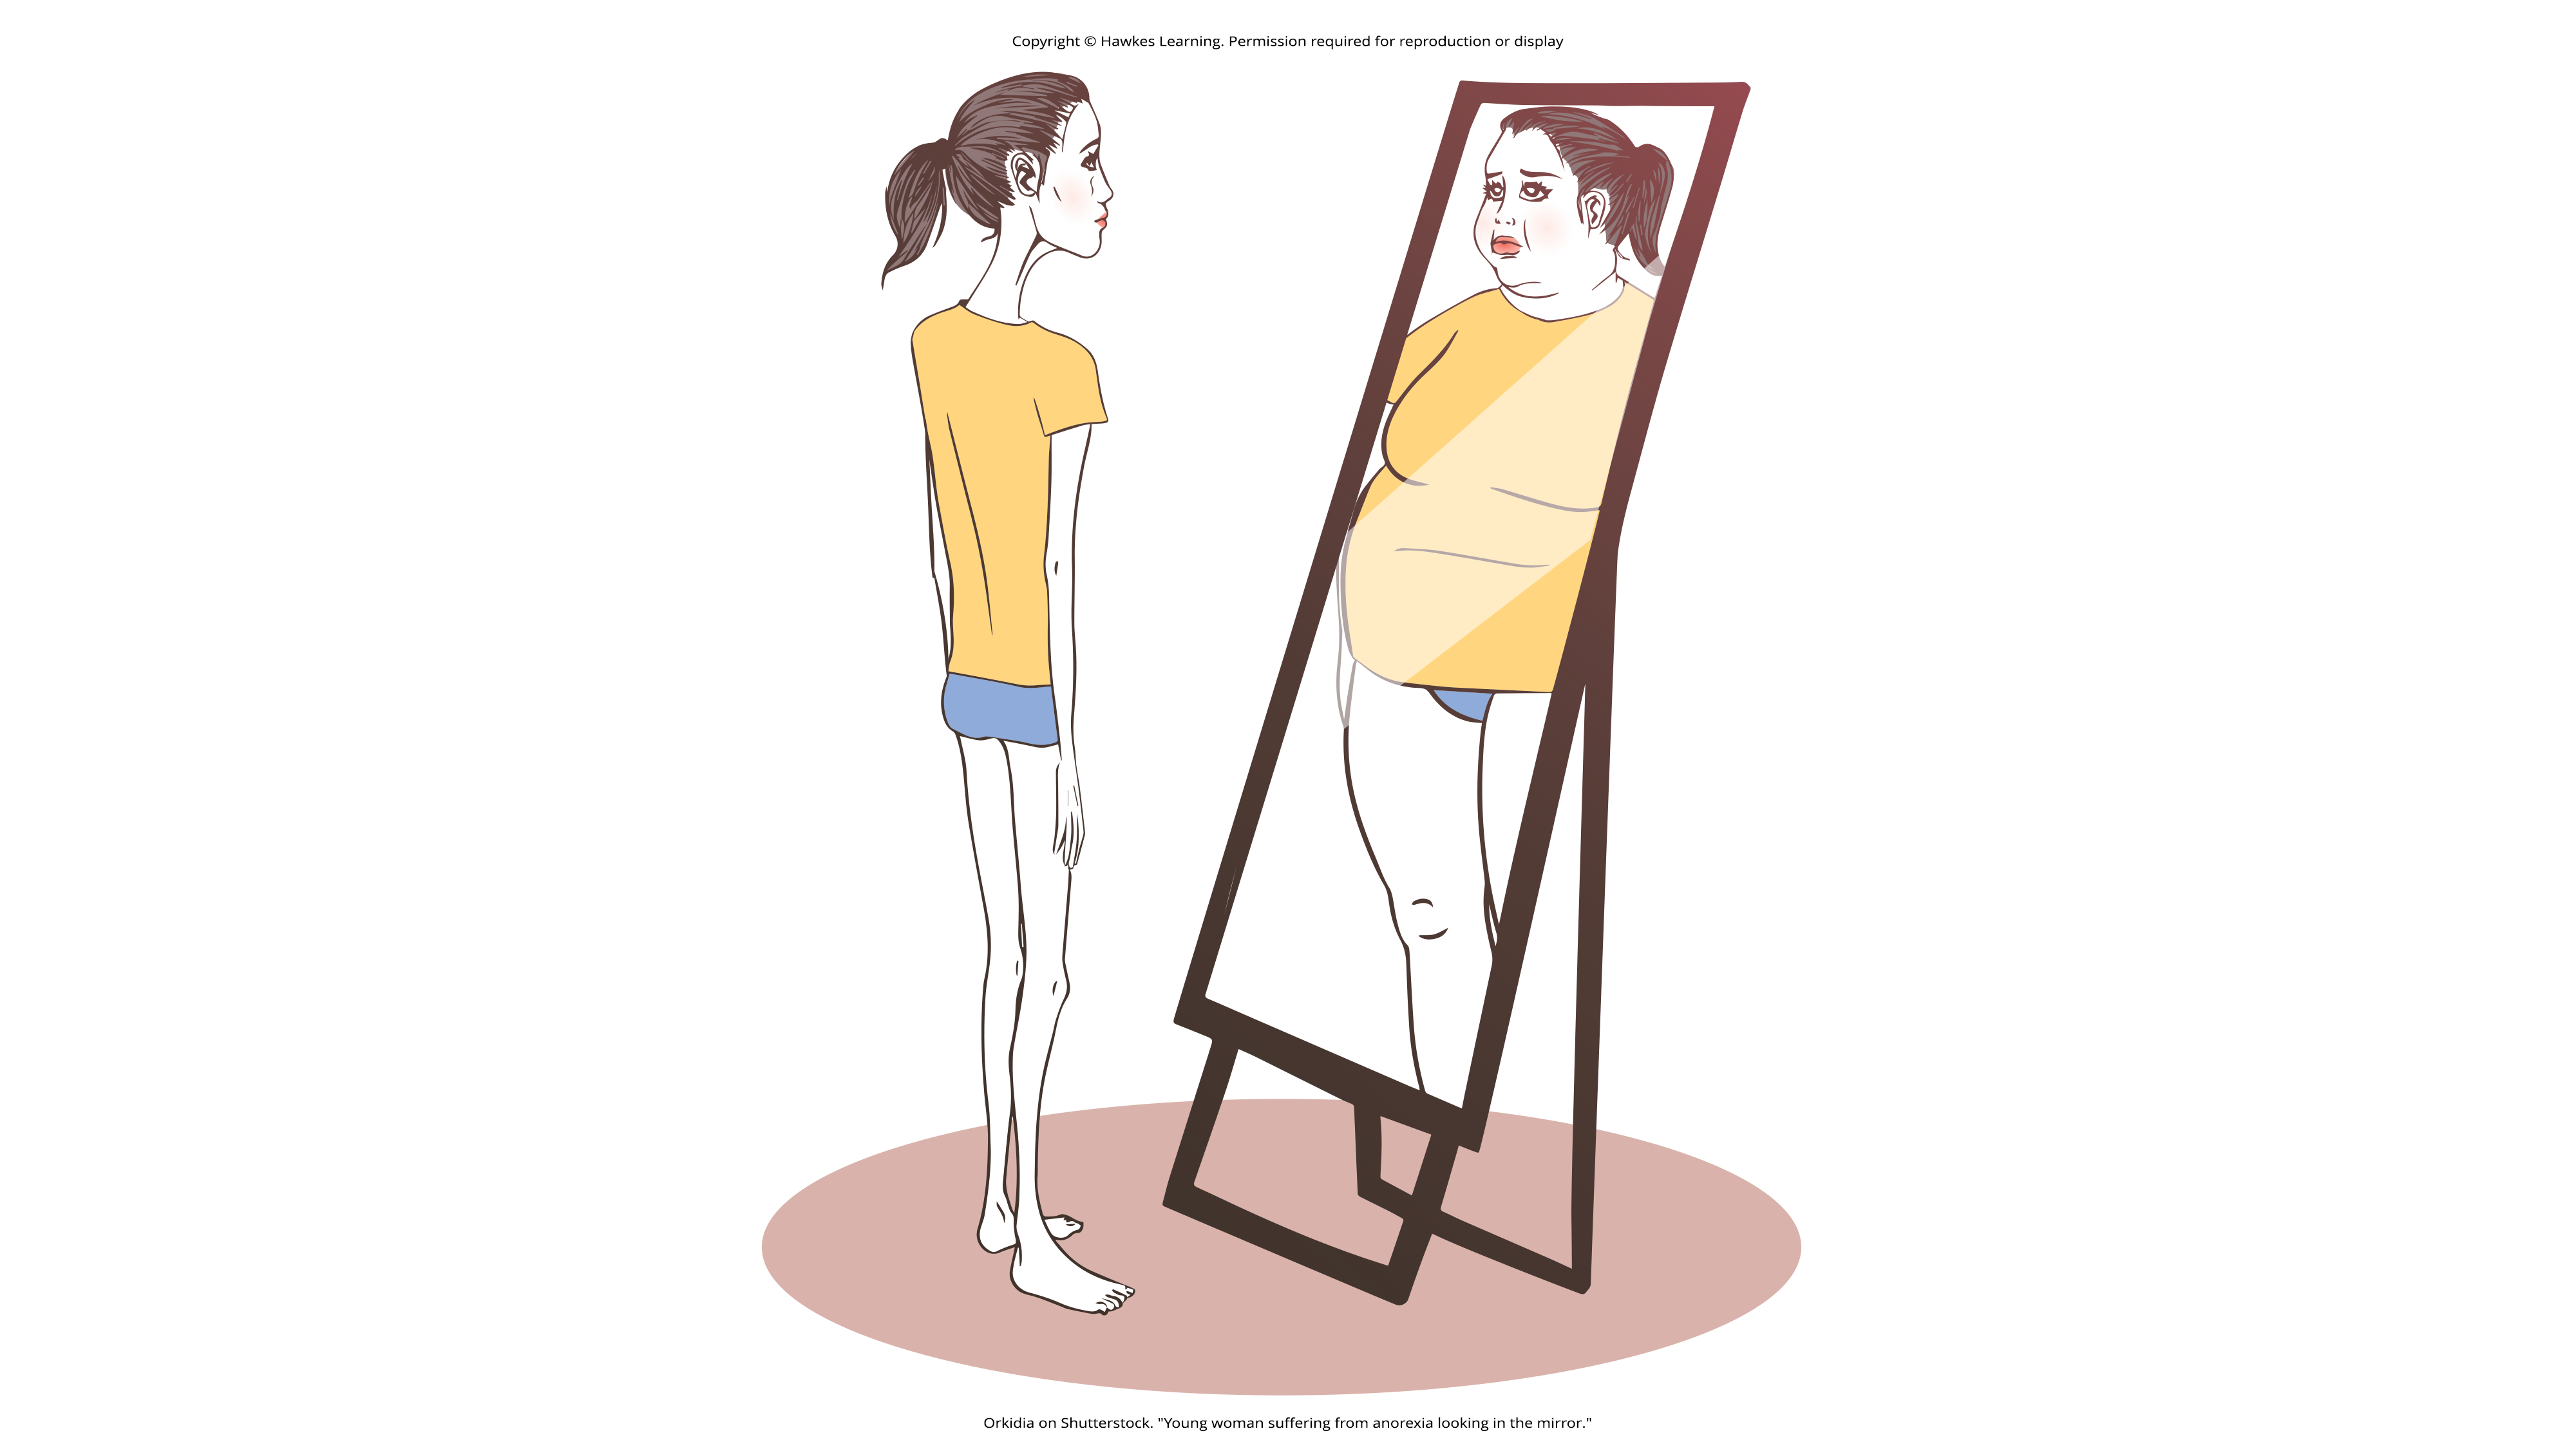 Copyright © Hawkes Learning. Permission required for reproduction or display
Orkidia on Shutterstock. "Young woman suffering from anorexia looking in the mirror."